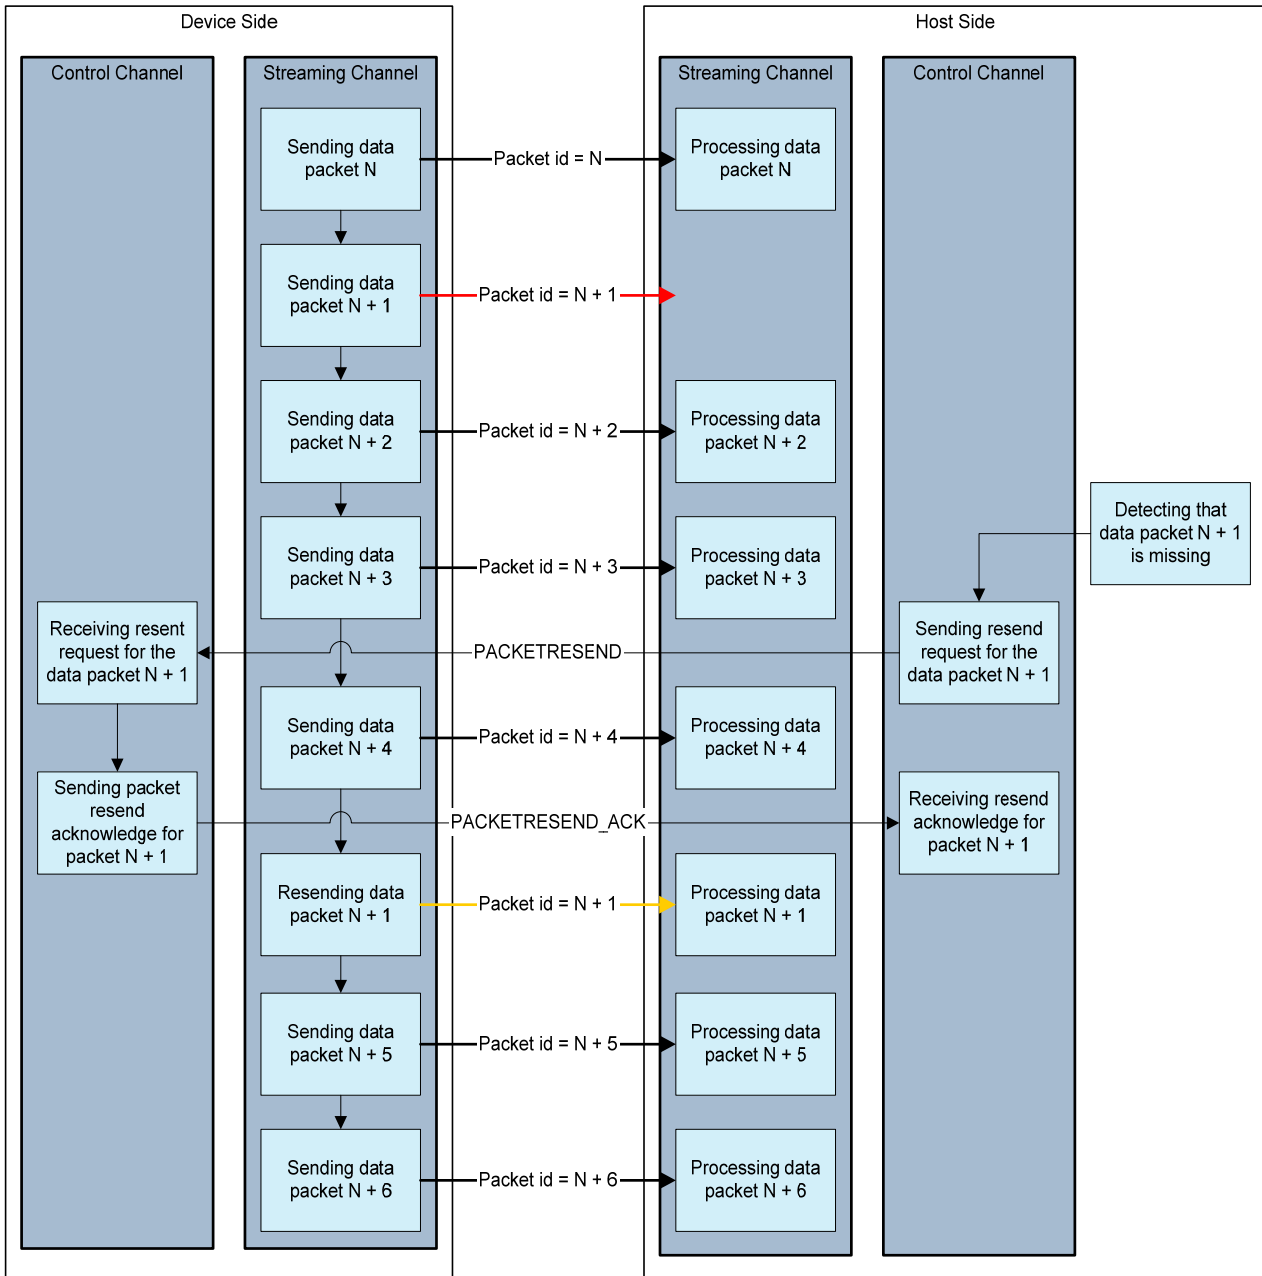 Device Side
Host Side
Control Channel
Streaming Channel
Streaming Channel
Control Channel
Sending data
packet N
Packet id = N
Processing data
packet N
Sending data
packet N + 1
Packet id = N + 1
Sending data
packet N + 2
Packet id = N + 2
Processing data
packet N + 2
Detecting that
data packet N + 1
is missing
Sending data
packet N + 3
Packet id = N + 3
Processing data
packet N + 3
Receiving resent
request for the
data packet N + 1
PACKETRESEND
Sending resend
request for the
data packet N + 1
Sending data
packet N + 4
Packet id = N + 4
Processing data
packet N + 4
Sending packet
resend
acknowledge for
packet N + 1
PACKETRESEND_ACK
Receiving resend
acknowledge for
packet N + 1
Resending data
packet N + 1
Packet id = N + 1
Processing data
packet N + 1
Sending data
packet N + 5
Packet id = N + 5
Processing data
packet N + 5
Sending data
packet N + 6
Packet id = N + 6
Processing data
packet N + 6